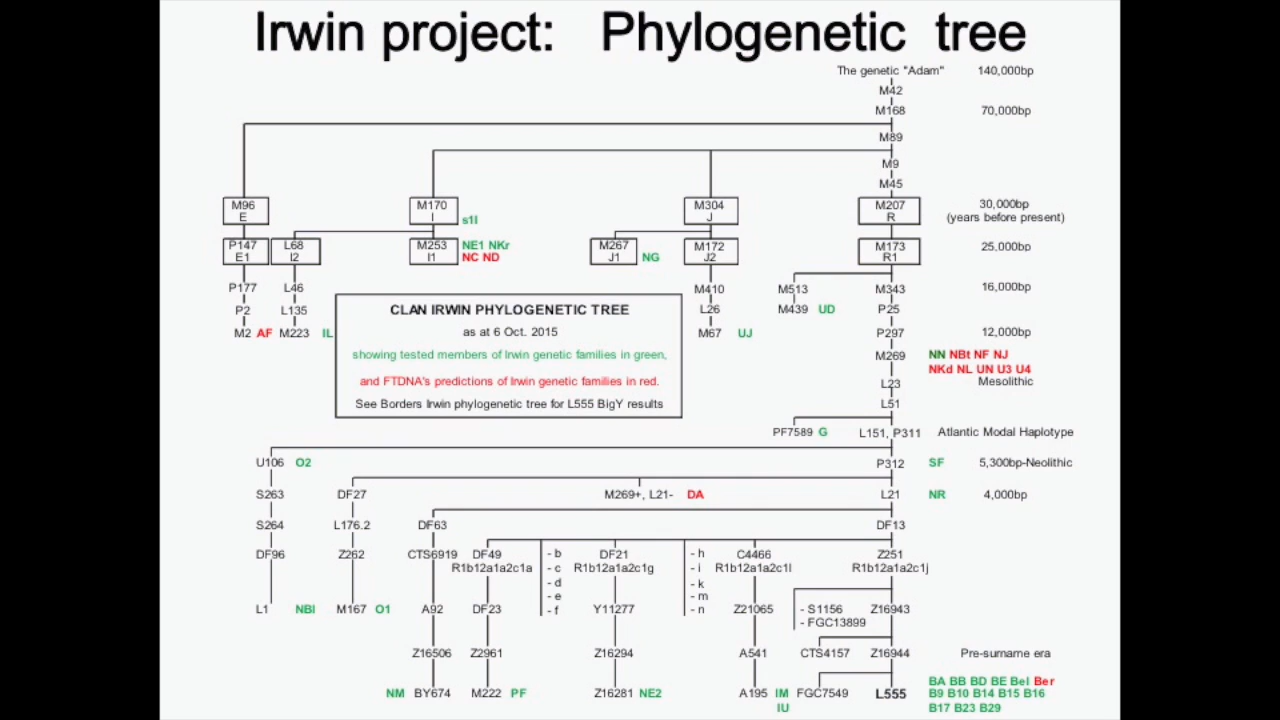 Irwin project: Phylogenetic tree
The genetic "Adam" 140,000bp
M42
M168 70,000bp
M89
M9
M45
M96 M170 M304 M207 30,000bp
E I s1I J R (years before present)
P147 L68 M253 NE1 NKr M267 M172 M173 25,000bp
E1 I2 I1 NC ND J1 NG J2 R1
P177 L46 M410 M513 M343 16,000bp
P2 L135 CLAN IRWIN PHYLOGENETIC TREE L26 M439 UD P25
M2 AF M223 IL as at 6 Oct. 2015 M67 UJ P297 12,000bp
showing tested members of Irwin genetic families in green, M269 NN NBt NF NJ
NKd NL UN U3 U4
and FTDNA's predictions of Irwin genetic families in red. L23 Mesolithic
See Borders Irwin phylogenetic tree for L555 BigY results L51
PF7589 G L151, P311 Atlantic Modal Haplotype
U106 O2 P312 SF 5,300bp-Neolithic
S263 DF27 M269+, L21- DA L21 NR 4,000bp
S264 L176.2 DF63 DF13
DF96 Z262 CTS6919 DF49 - b DF21 - h C4466 Z251
R1b12a1a2c1a - c R1b12a1a2c1g - i R1b12a1a2c1l R1b12a1a2c1j
- d - k
- e - m
L1 NBI M167 O1 A92 DF23 - f Y11277 - n Z21065 - S1156 Z16943
- FGC13899
Z16506 Z2961 Z16294 A541 CTS4157 Z16944 Pre-surname era
BA BB BD BE Bel Ber
NM BY674 M222 PF Z16281 NE2 A195 IM FGC7549 L555 B9 B10 B14 B15 B16
IU B17 B23 B29